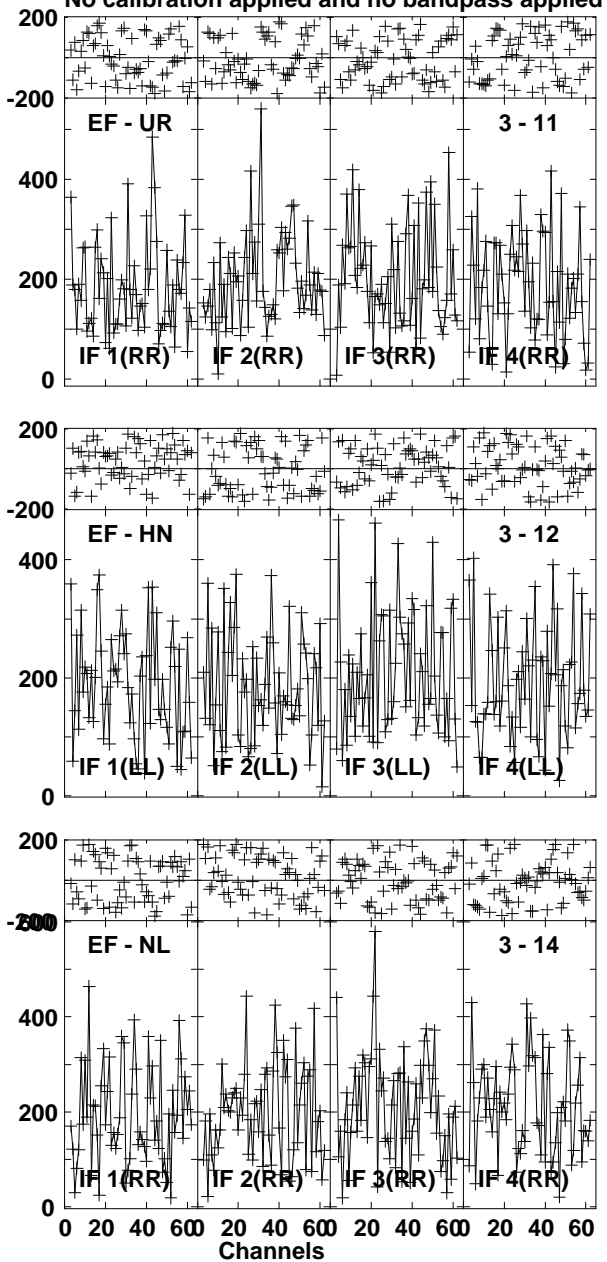 No calibration applied and no bandpass applied
200
-200
EF - UR 3 - 11
400
200
0
IF 1(RR) IF 2(RR) IF 3(RR) IF 4(RR)
200
-200
EF - HN 3 - 12
400
200
0
IF 1(LL) IF 2(LL) IF 3(LL) IF 4(LL)
200
-200
600
EF - NL 3 - 14
400
200
0
IF 1(RR) IF 2(RR) IF 3(RR) IF 4(RR)
0 20 40 60 0 20 40 60 0 20 40 60 0 20 40 60
Channels